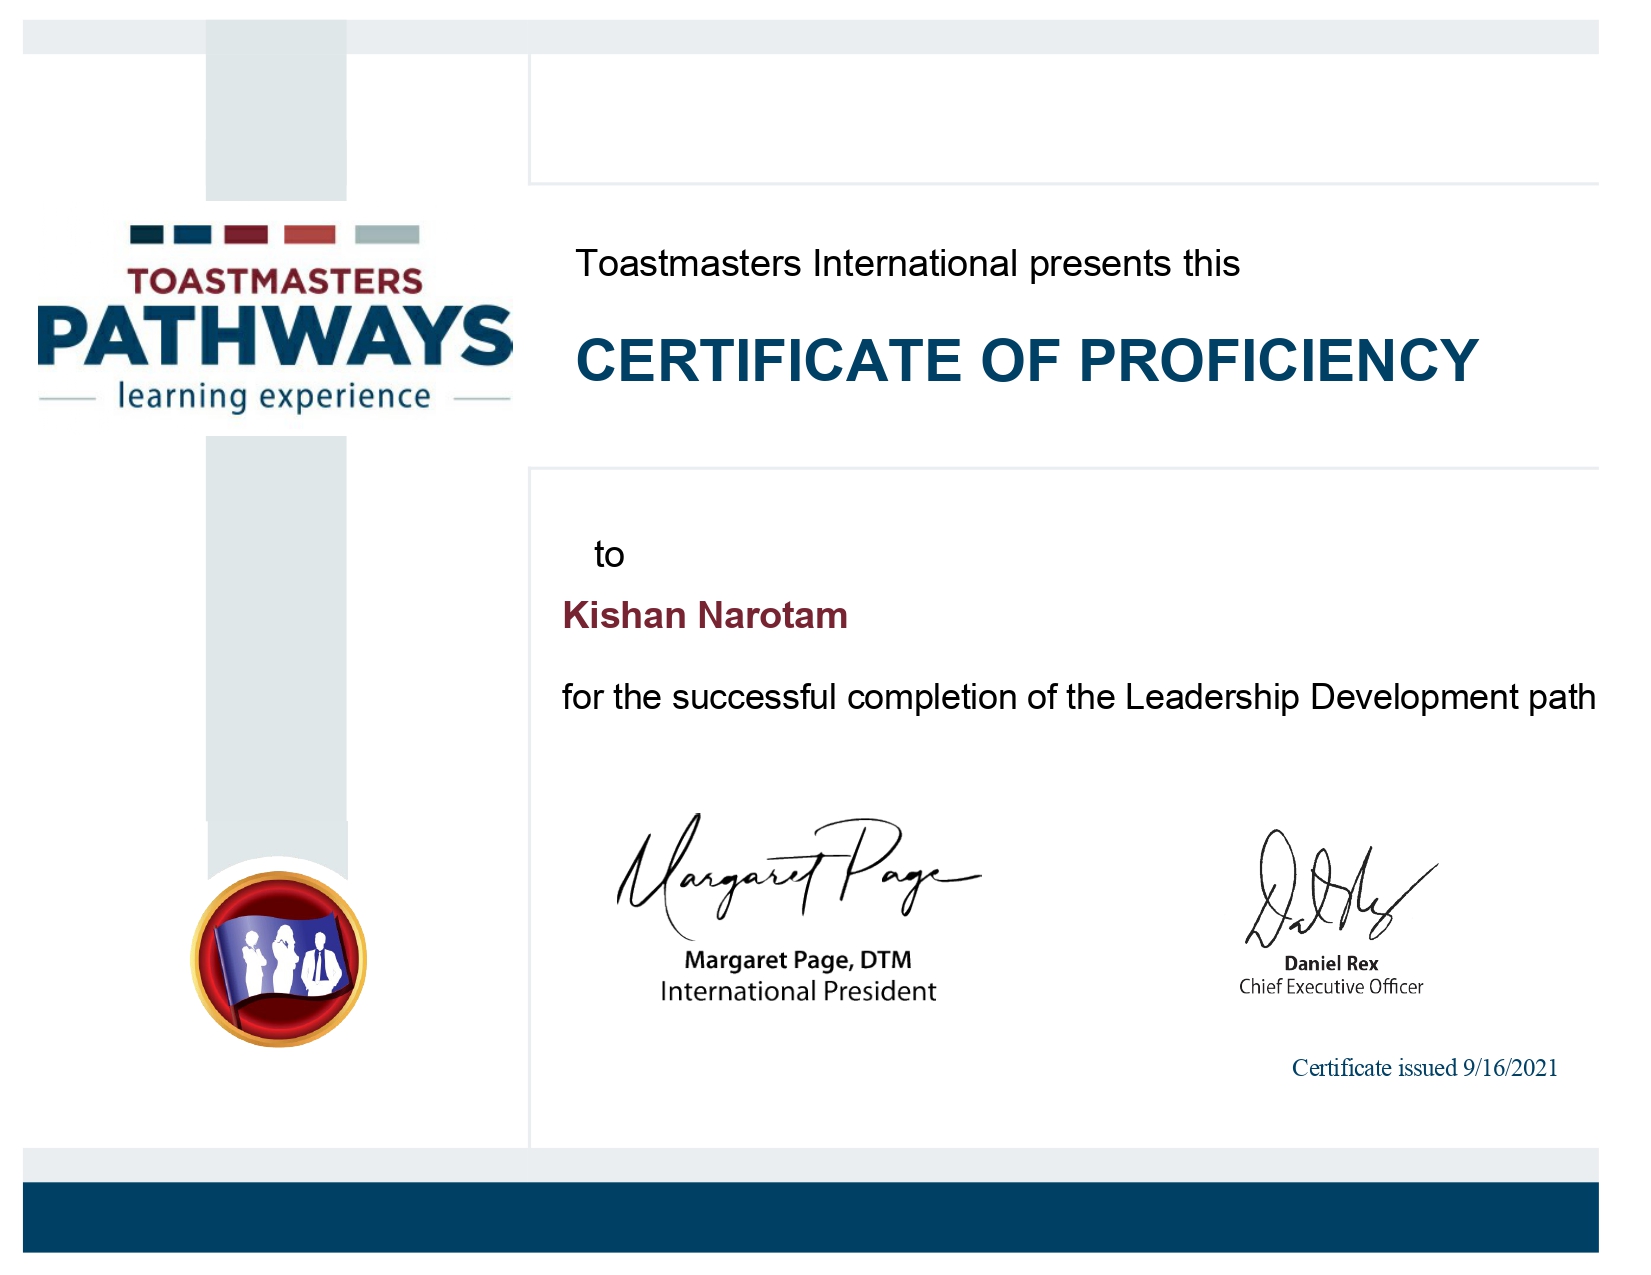 TOASTMASTERS
PATHWAYS
learning experience
Toastmasters International presents this
CERTIFICATE OF PROFICIENCY
to
Kishan Narotam
for the successful completion of the Leadership Development path
Margaret Page
Margaret Page, DTM
International President
Daniel Rex
Chief Executive Officer
Certificate issued 9/16/2021